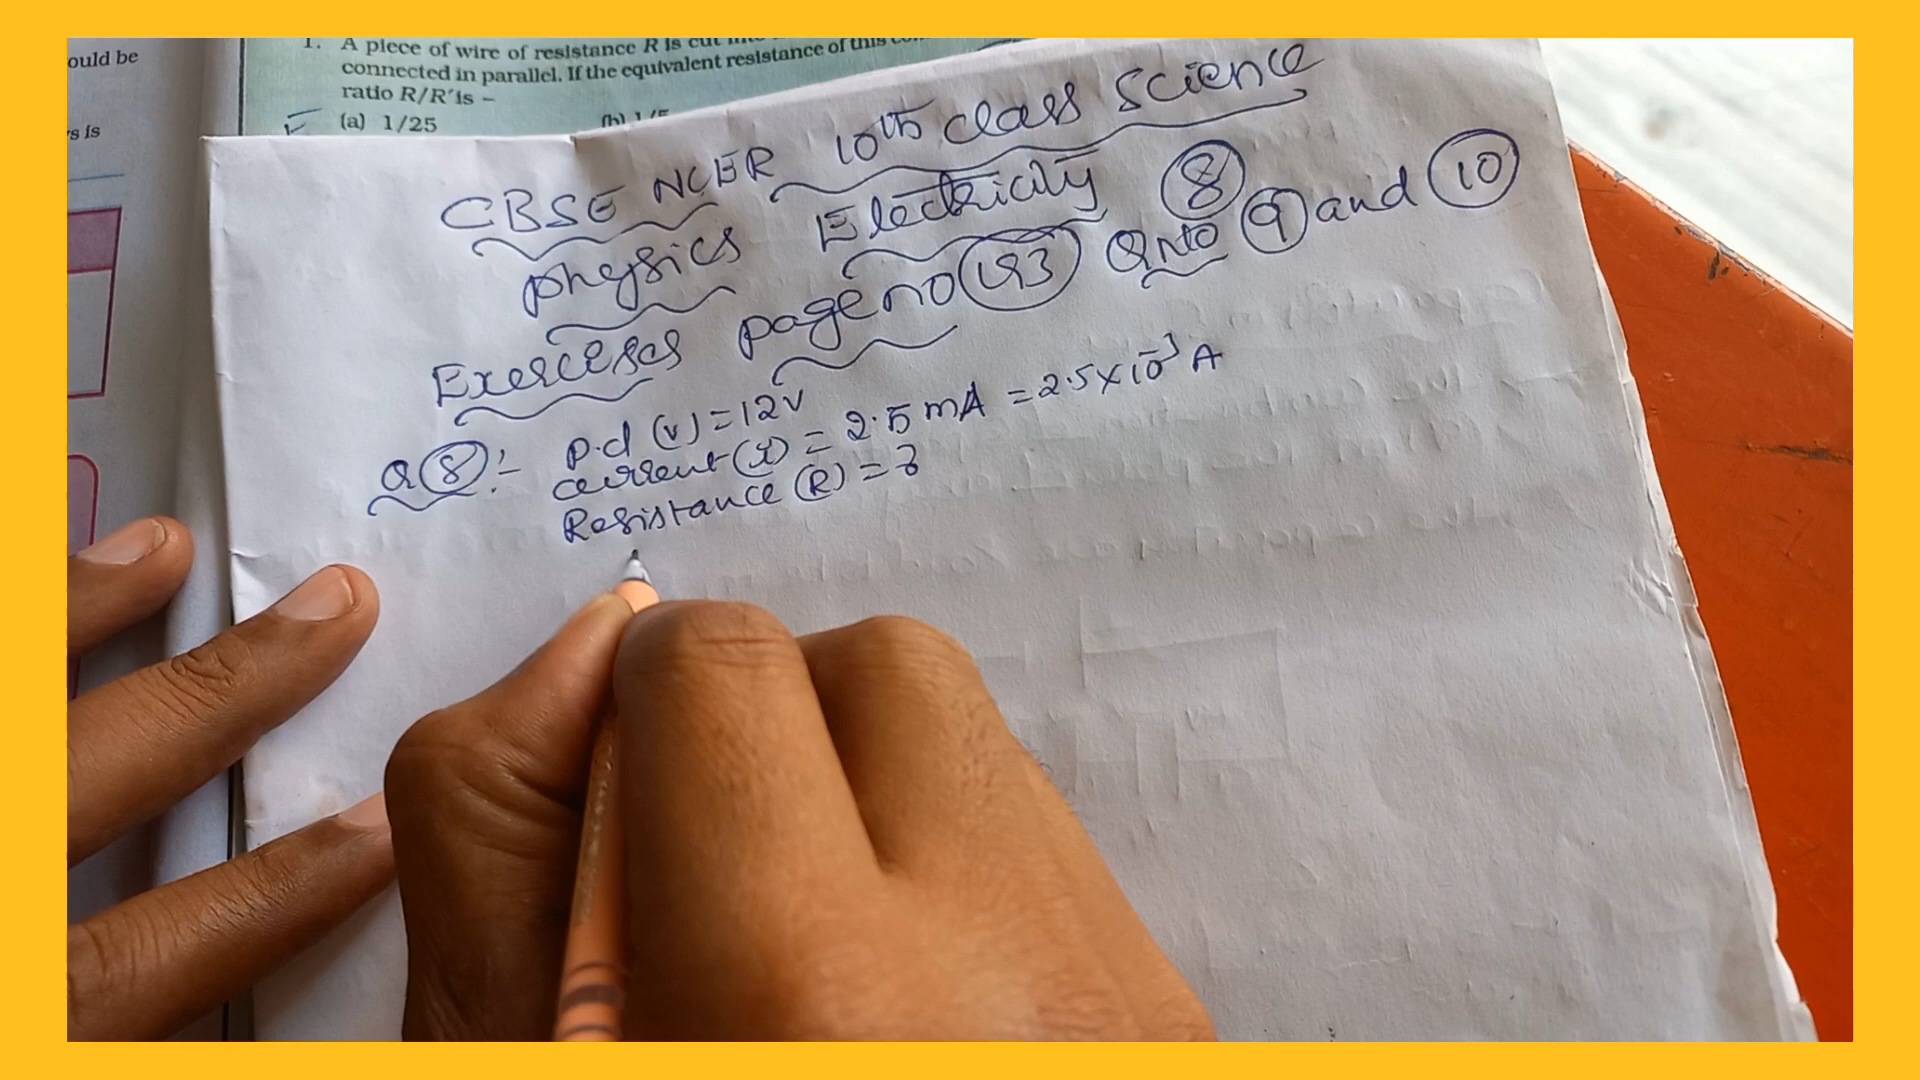 ould be
s is
1. A piece of wire of resistance R is cut
connected in parallel. If the equivalent resistance of this
ratio R/R′ is –
(a) 1/25
CBSE NCER 10th class Science
physics Electricity 8
Exercises page no 193 Qnto 9 and 10
Q 8 :- p.d (v) = 12v
current (I) = 2.5 mA = 2.5 x 10⁻³ A
Resistance (R) = ?